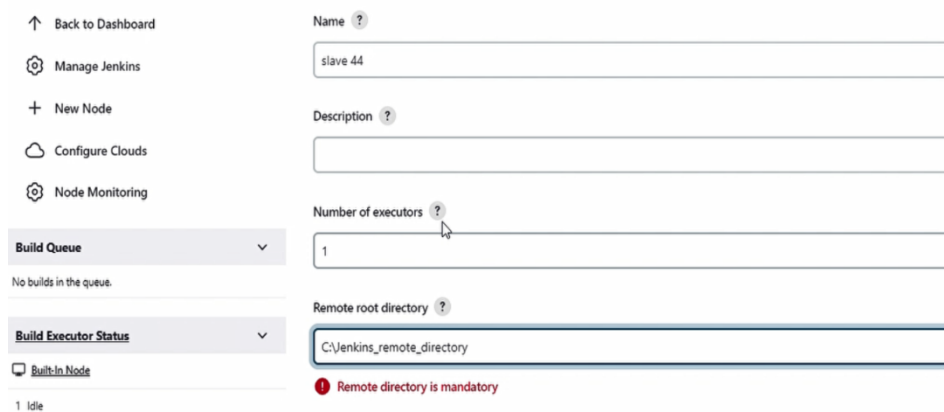 Back to Dashboard
Manage Jenkins
New Node
Configure Clouds
Node Monitoring
Build Queue
No builds in the queue.
Build Executor Status
Built-In Node
1 Idle
Name ?
slave 44
Description ?
Number of executors ?
1
Remote root directory ?
C:\Jenkins_remote_directory
! Remote directory is mandatory